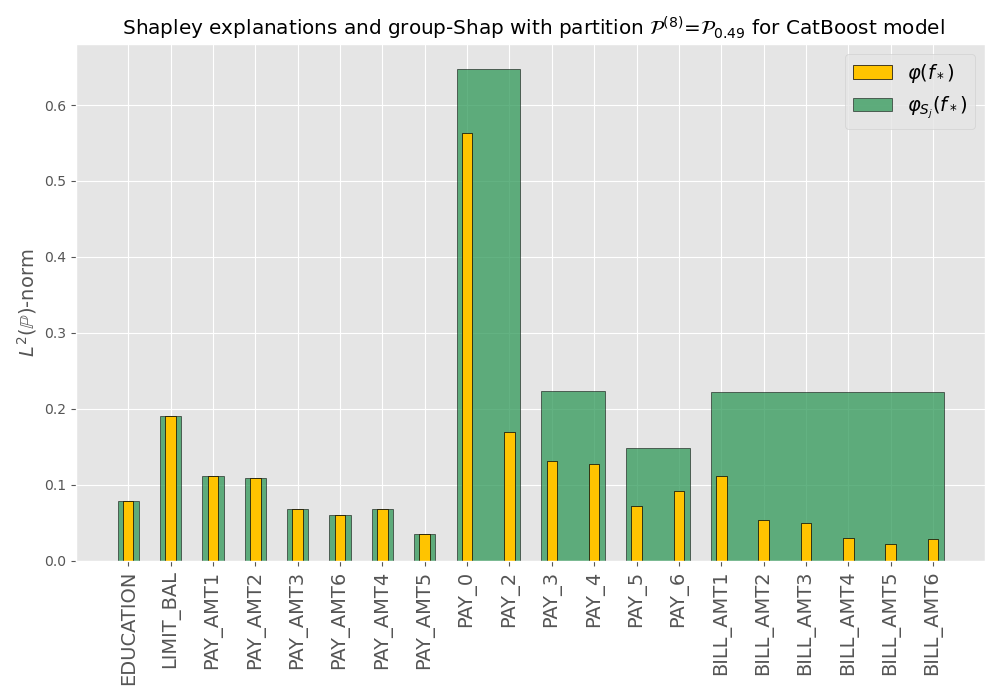 Shapley explanations and group-Shap with partition 𝒫⁽⁸⁾=𝒫₀.₄₉ for CatBoost model
φ(f∗)
φ_{S_j}(f∗)
L²(ℙ)-norm
0.6
0.5
0.4
0.3
0.2
0.1
0.0
EDUCATION
LIMIT_BAL
PAY_AMT1
PAY_AMT2
PAY_AMT3
PAY_AMT6
PAY_AMT4
PAY_AMT5
PAY_0
PAY_2
PAY_3
PAY_4
PAY_5
PAY_6
BILL_AMT1
BILL_AMT2
BILL_AMT3
BILL_AMT4
BILL_AMT5
BILL_AMT6